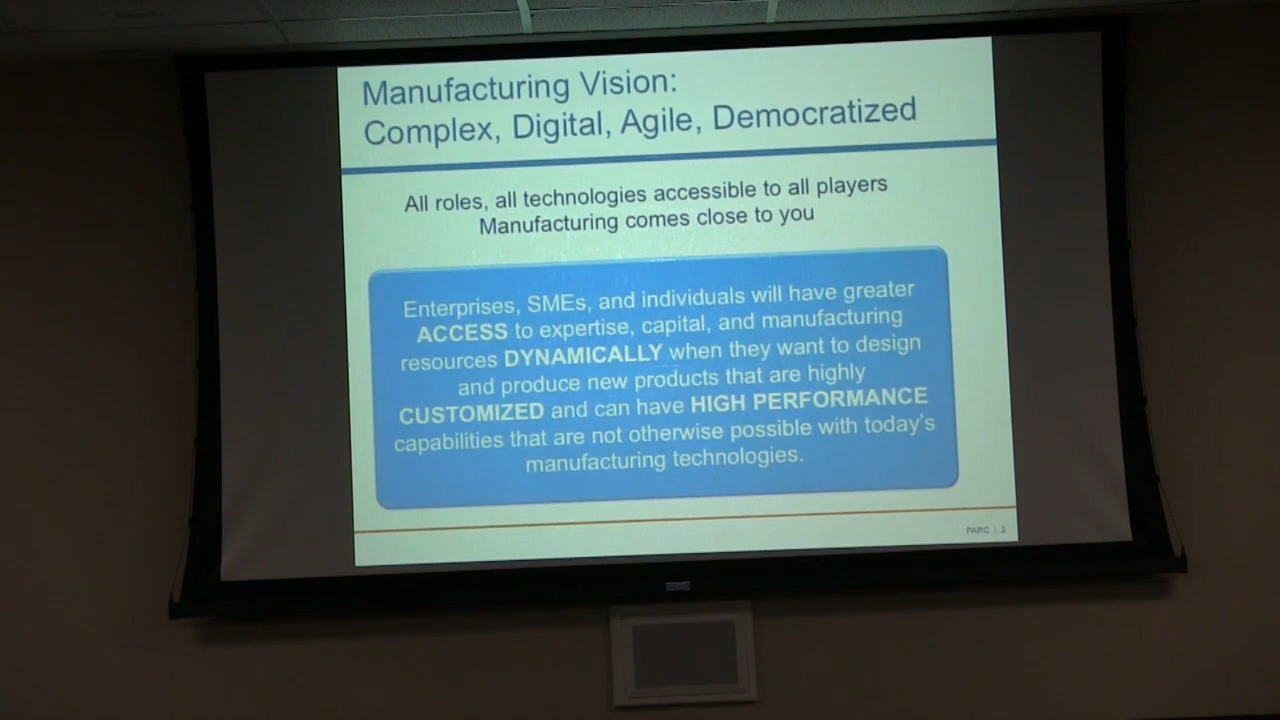 Manufacturing Vision:
Complex, Digital, Agile, Democratized
All roles, all technologies accessible to all players
Manufacturing comes close to you
Enterprises, SMEs, and individuals will have greater
ACCESS to expertise, capital, and manufacturing
resources DYNAMICALLY when they want to design
and produce new products that are highly
CUSTOMIZED and can have HIGH PERFORMANCE
capabilities that are not otherwise possible with today's
manufacturing technologies.
PARC | 2